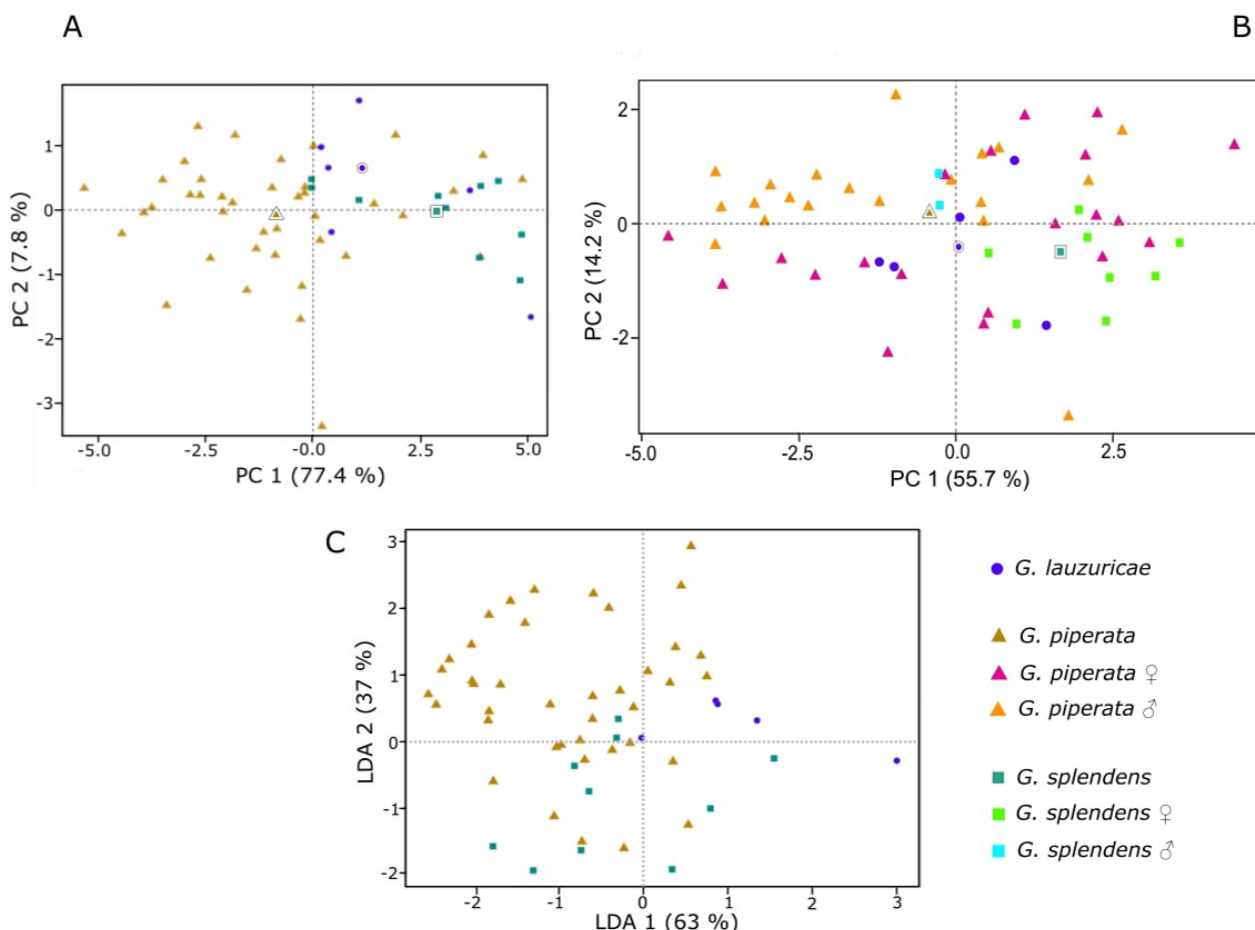 A
B
1
0
-1
-2
-3
PC 2 (7.8 %)
-5.0 -2.5 -0.0 2.5 5.0
PC 1 (77.4 %)
2
0
-2
PC 2 (14.2 %)
-5.0 -2.5 0.0 2.5
PC 1 (55.7 %)
C
3
2
1
0
-1
-2
LDA 2 (37 %)
-2 -1 0 1 2 3
LDA 1 (63 %)
G. lauzuricae
G. piperata
G. piperata ♀
G. piperata ♂
G. splendens
G. splendens ♀
G. splendens ♂